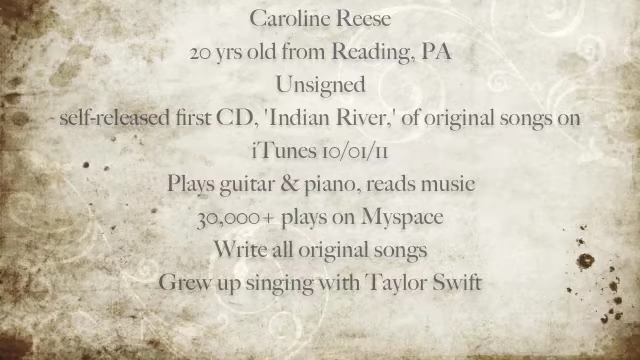 Caroline Reese
20 yrs old from Reading, PA
Unsigned
- self-released first CD, 'Indian River,' of original songs on
iTunes 10/01/11
Plays guitar & piano, reads music
30,000+ plays on Myspace
Write all original songs
Grew up singing with Taylor Swift